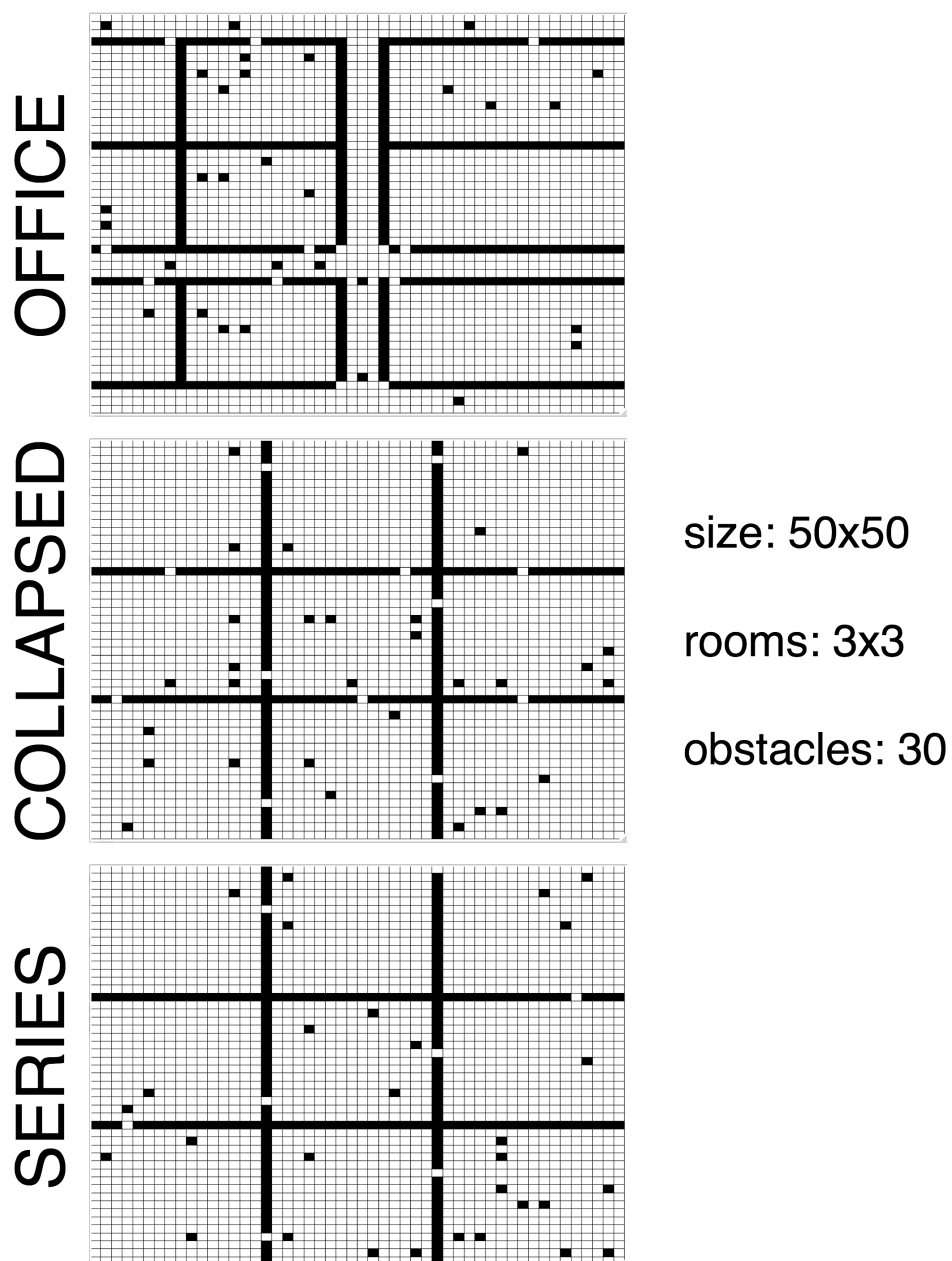 OFFICE
COLLAPSED
SERIES
size: 50x50
rooms: 3x3
obstacles: 30